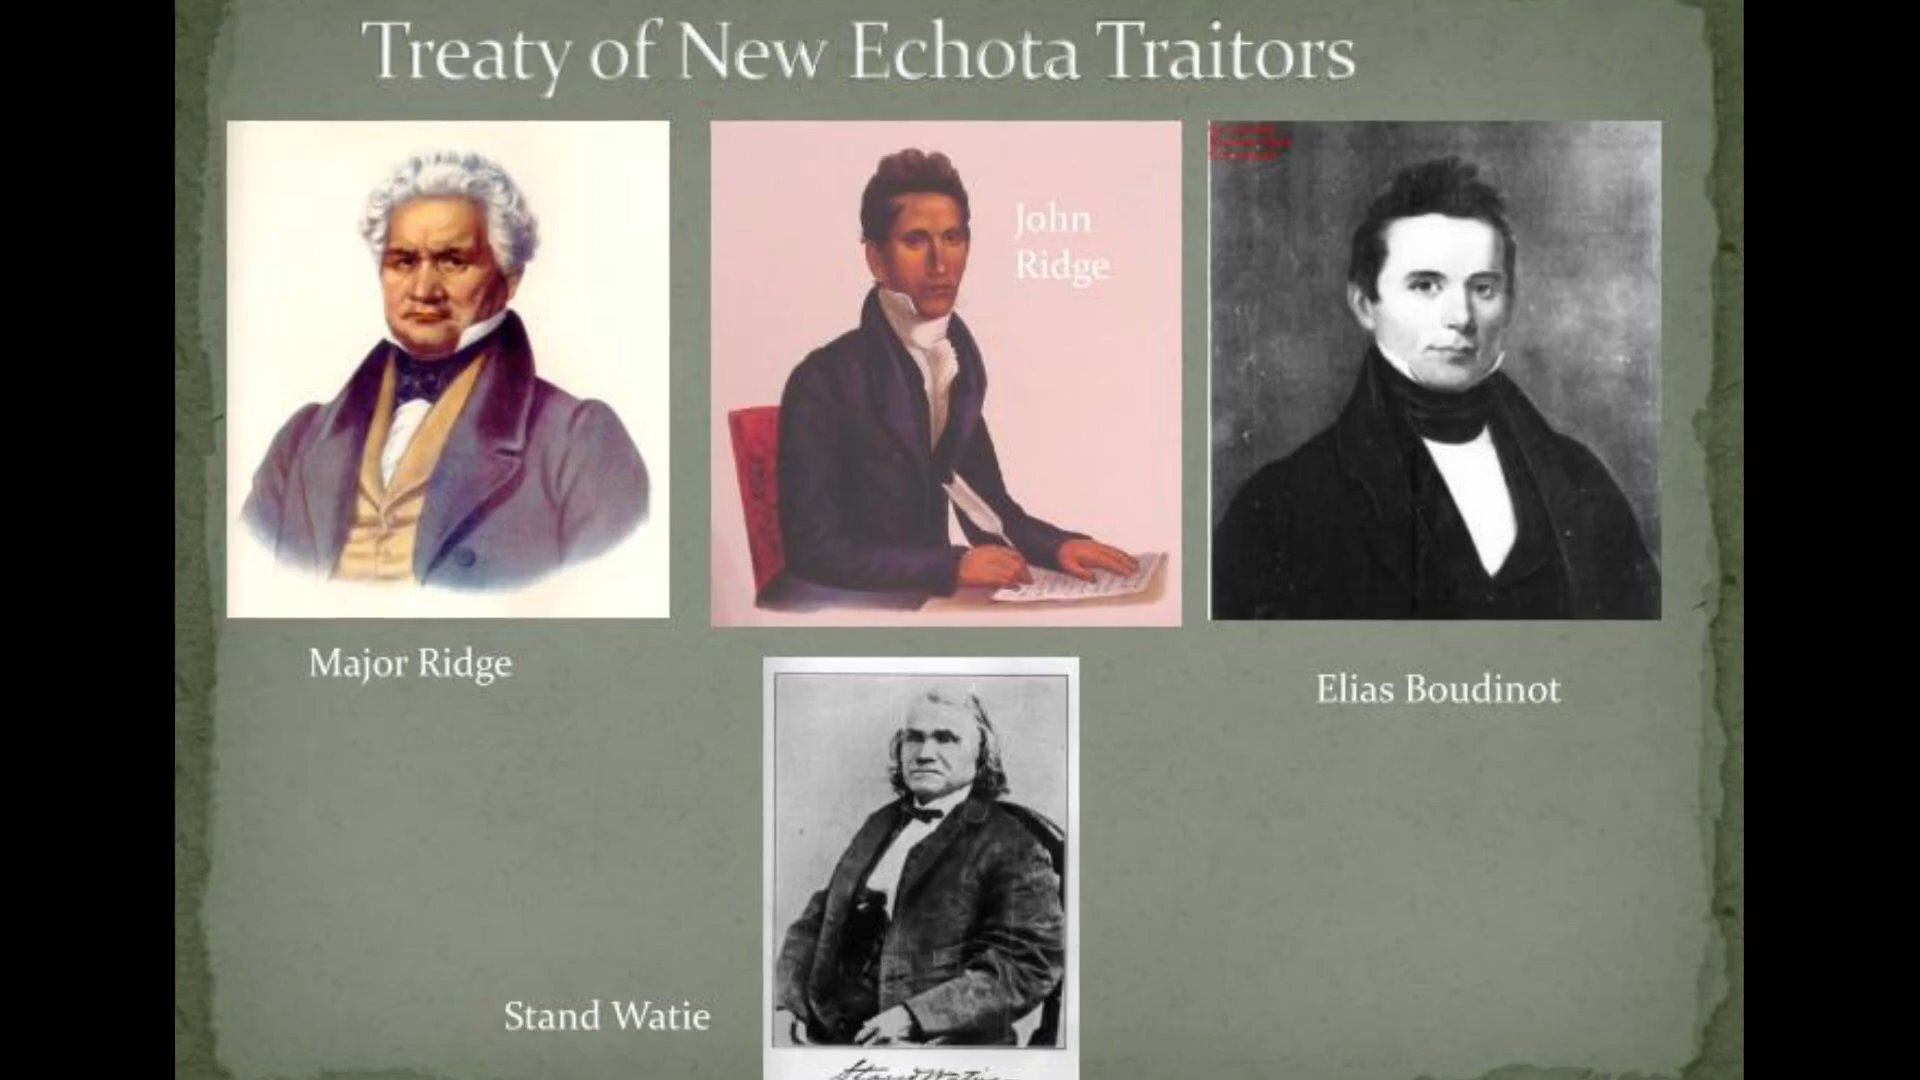 Treaty of New Echota Traitors
John
Ridge
Major Ridge
Elias Boudinot
Stand Watie